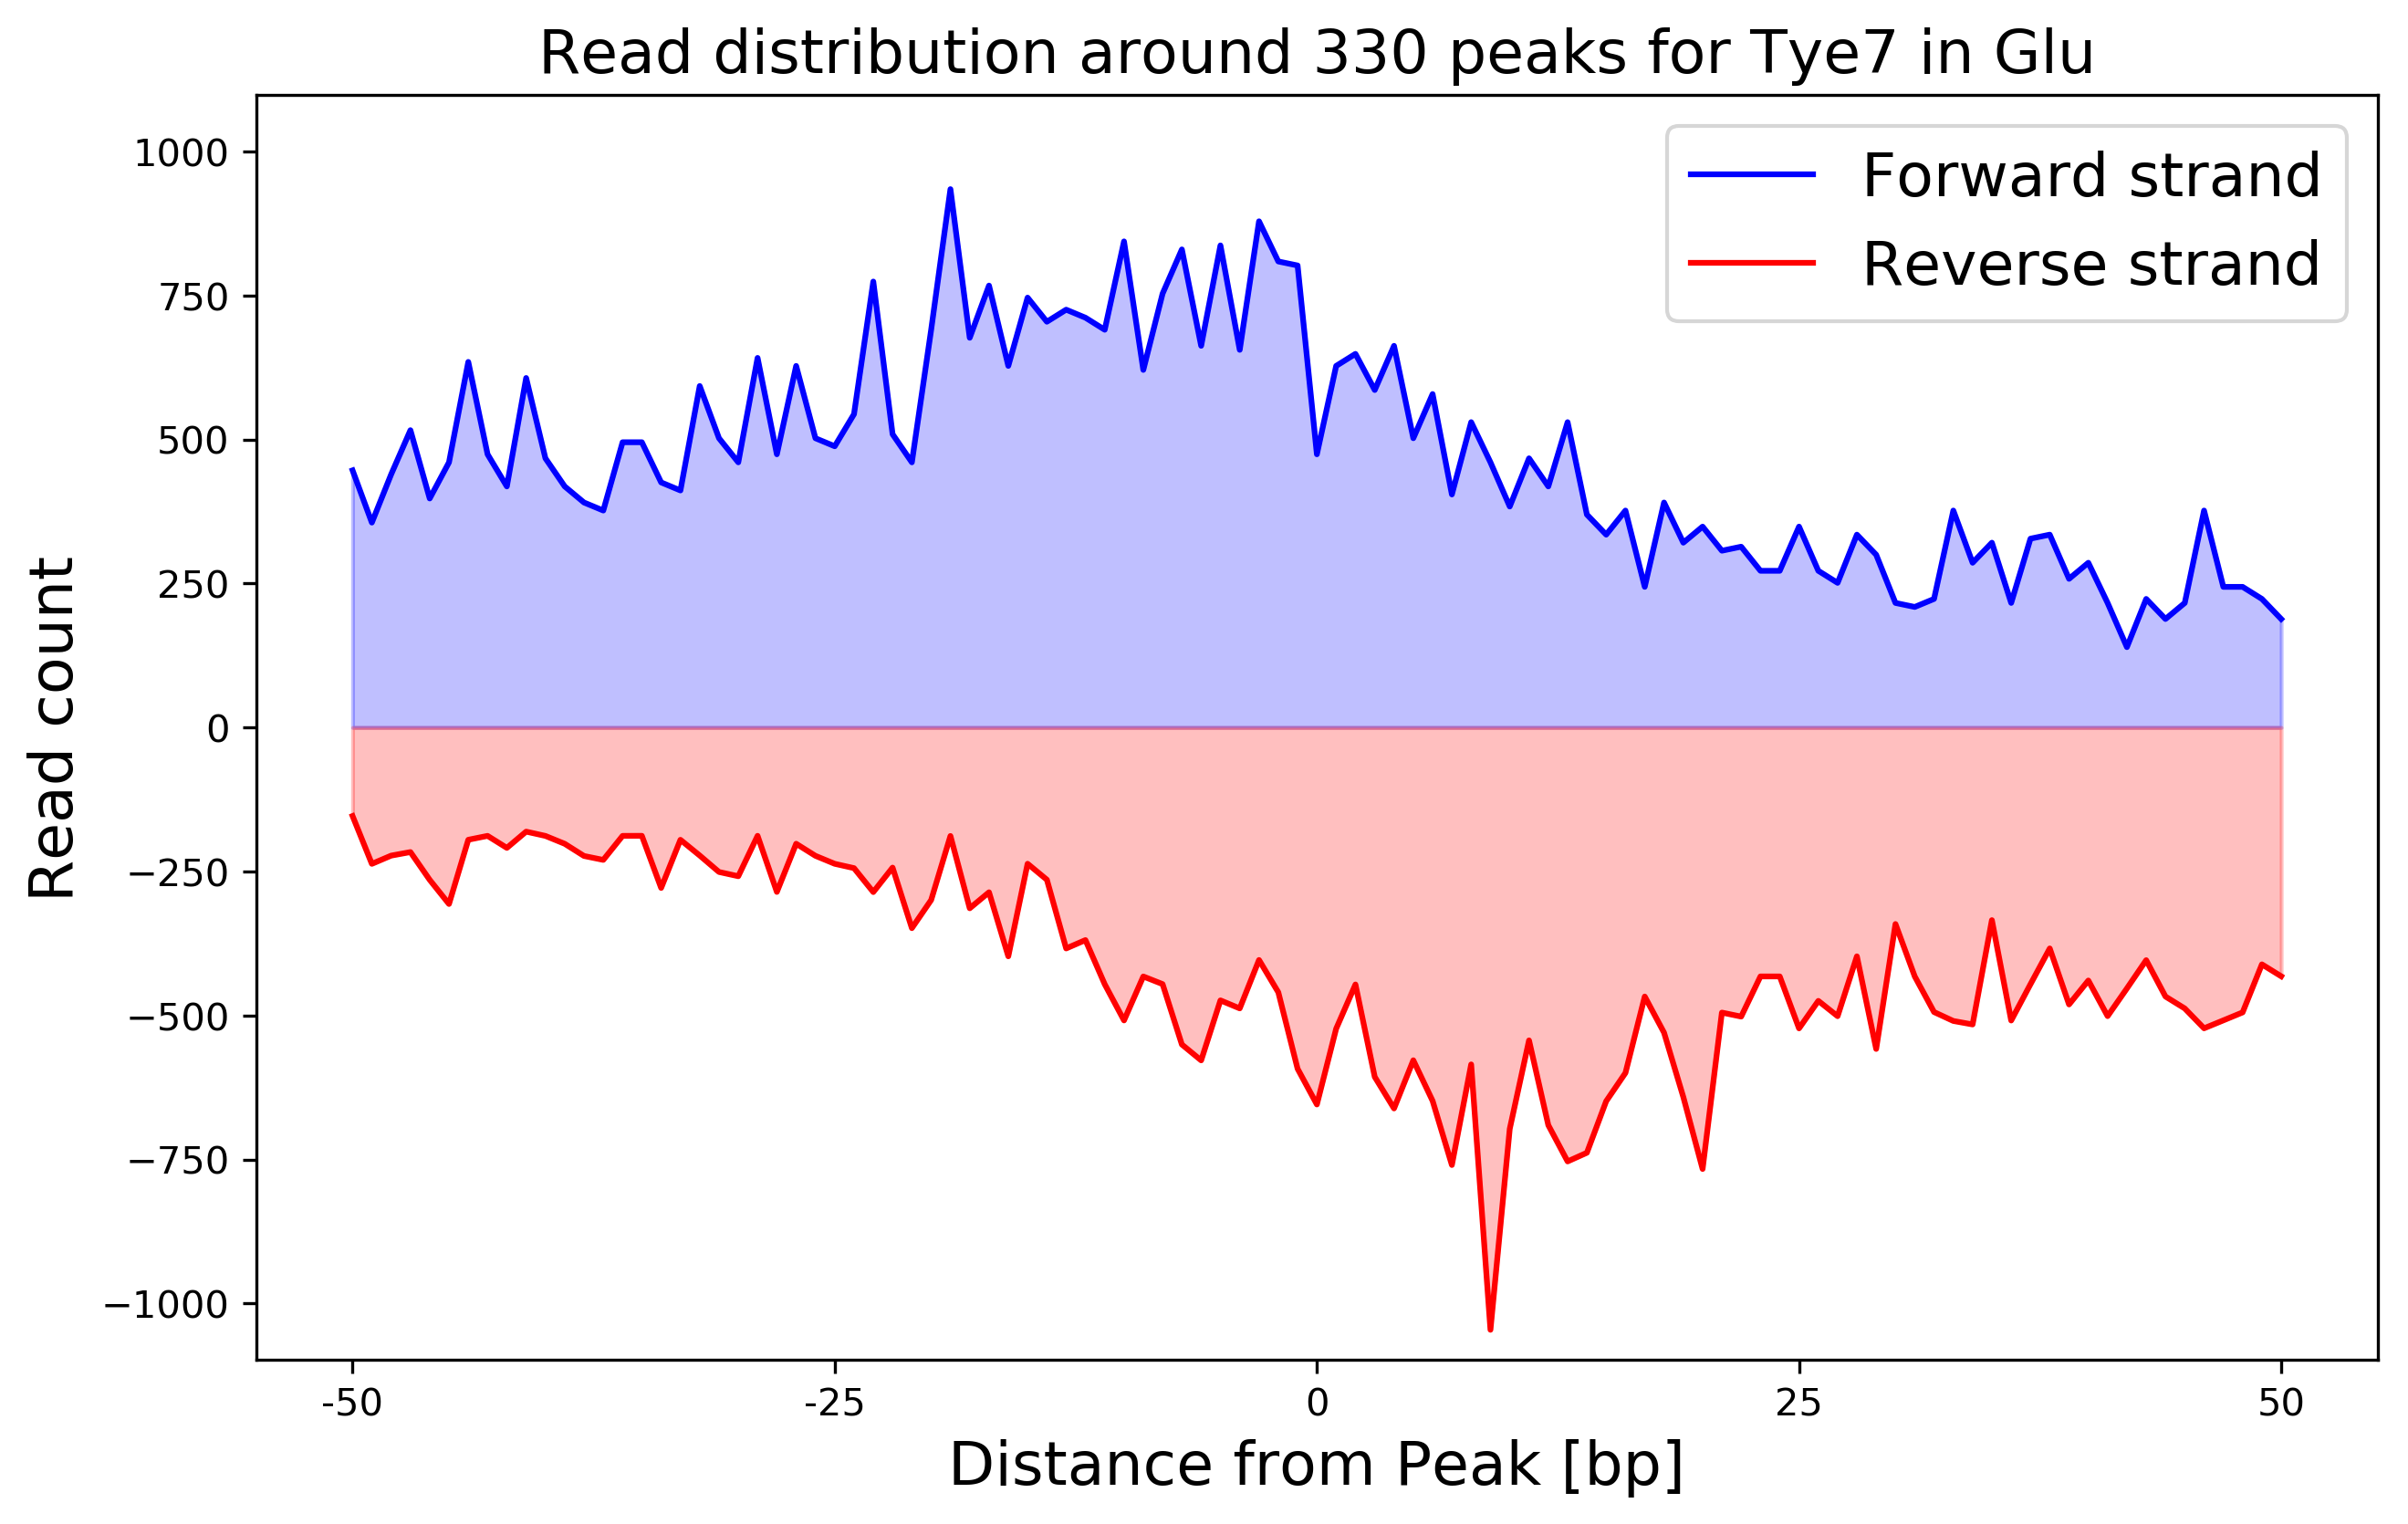 Read distribution around 330 peaks for Tye7 in Glu
Forward strand
Reverse strand
1000
750
500
250
0
−250
−500
−750
−1000
Read count
-50
-25
0
25
50
Distance from Peak [bp]